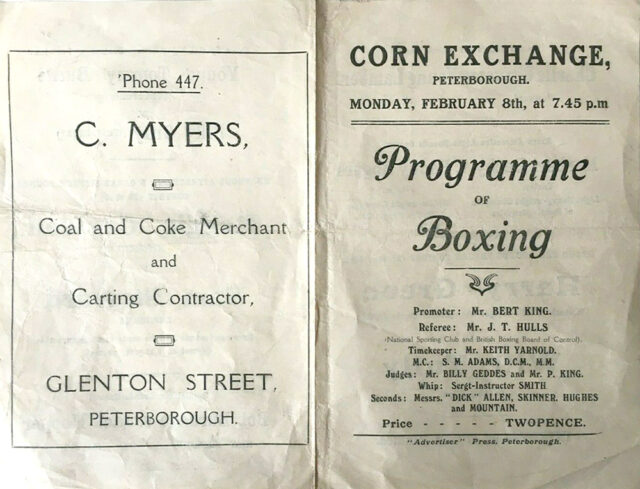 'Phone 447.
C. MYERS,
Coal and Coke Merchant
and
Carting Contractor,
GLENTON STREET,
PETERBOROUGH.
CORN EXCHANGE,
PETERBOROUGH.
MONDAY, FEBRUARY 8th, at 7.45 p.m
Programme
OF
Boxing
Promoter: Mr. BERT KING.
Referee: Mr. J. T. HULLS
(National Sporting Club and British Boxing Board of Control).
Timekeeper: Mr. KEITH YARNOLD.
M.C.: S. M. ADAMS, D.C.M., M.M.
Judges: Mr. BILLY GEDDES and Mr. P. KING.
Whip: Sergt-Instructor SMITH
Seconds: Messrs. "DICK" ALLEN, SKINNER, HUGHES
and MOUNTAIN.
Price - - - - - TWOPENCE.
"Advertiser" Press, Peterborough.